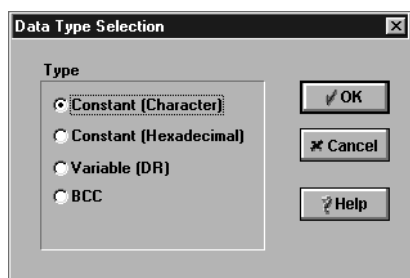 Data Type Selection
Type
Constant (Character)
Constant (Hexadecimal)
Variable (DR)
BCC
OK
Cancel
Help